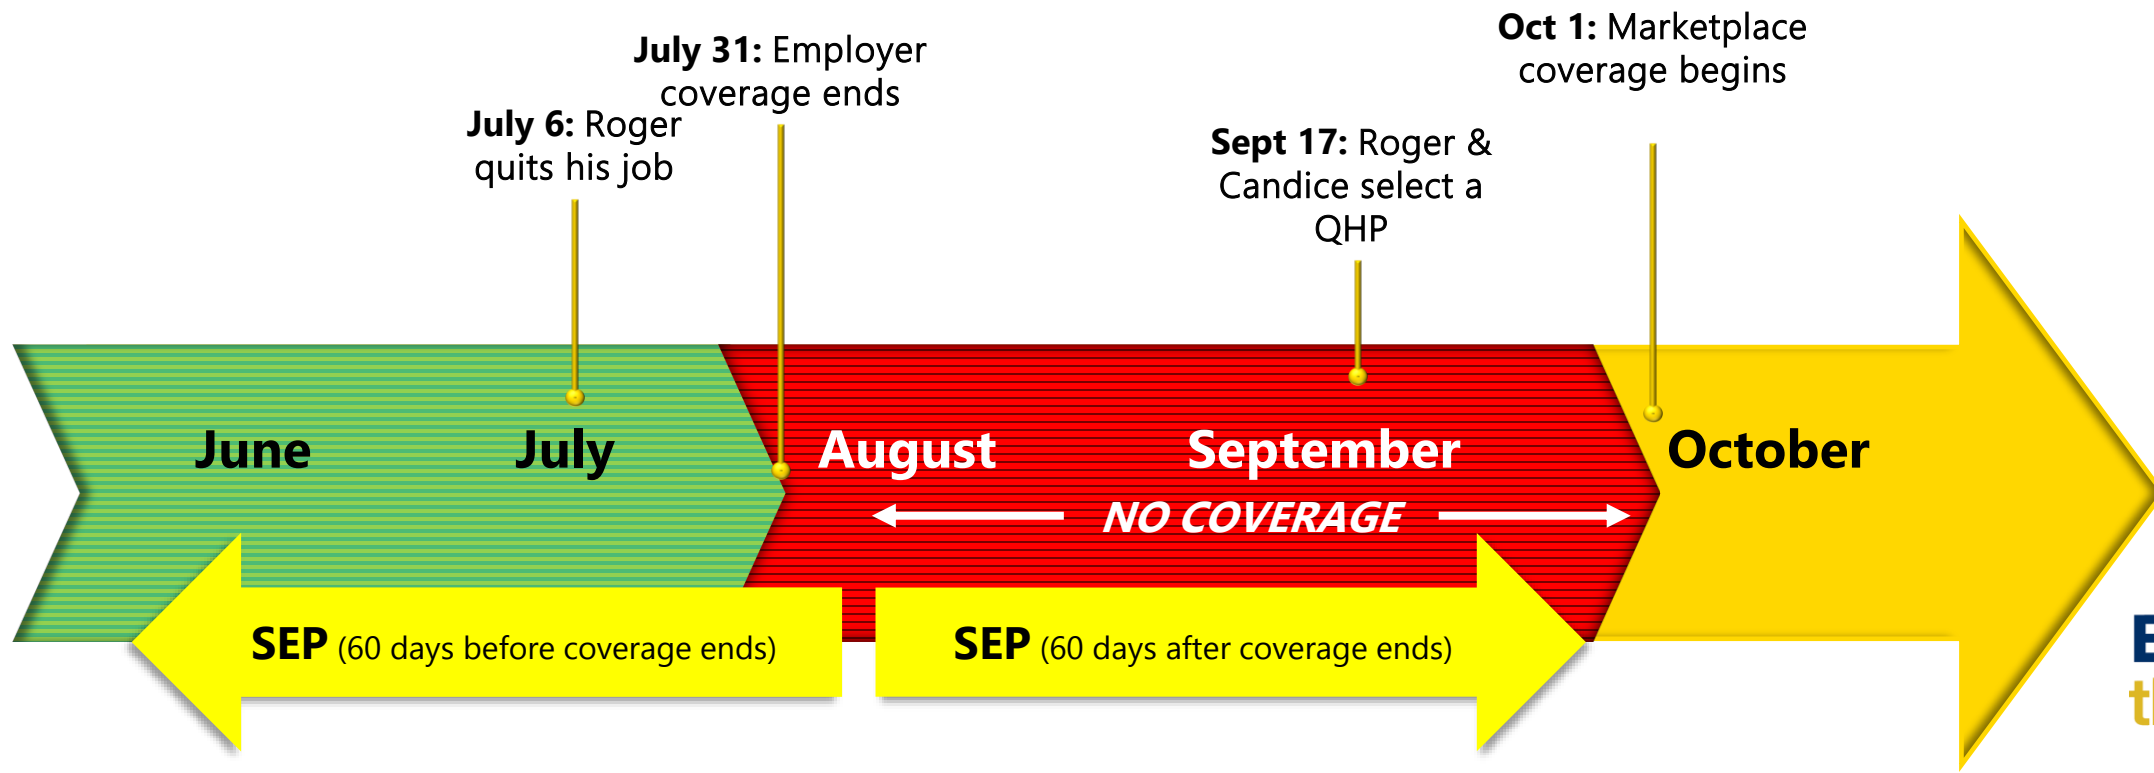 July 31: Employer
coverage ends
Oct 1: Marketplace
coverage begins
July 6: Roger
quits his job
Sept 17: Roger &
Candice select a
QHP
June
July
August
September
October
NO COVERAGE
SEP (60 days before coverage ends)
SEP (60 days after coverage ends)